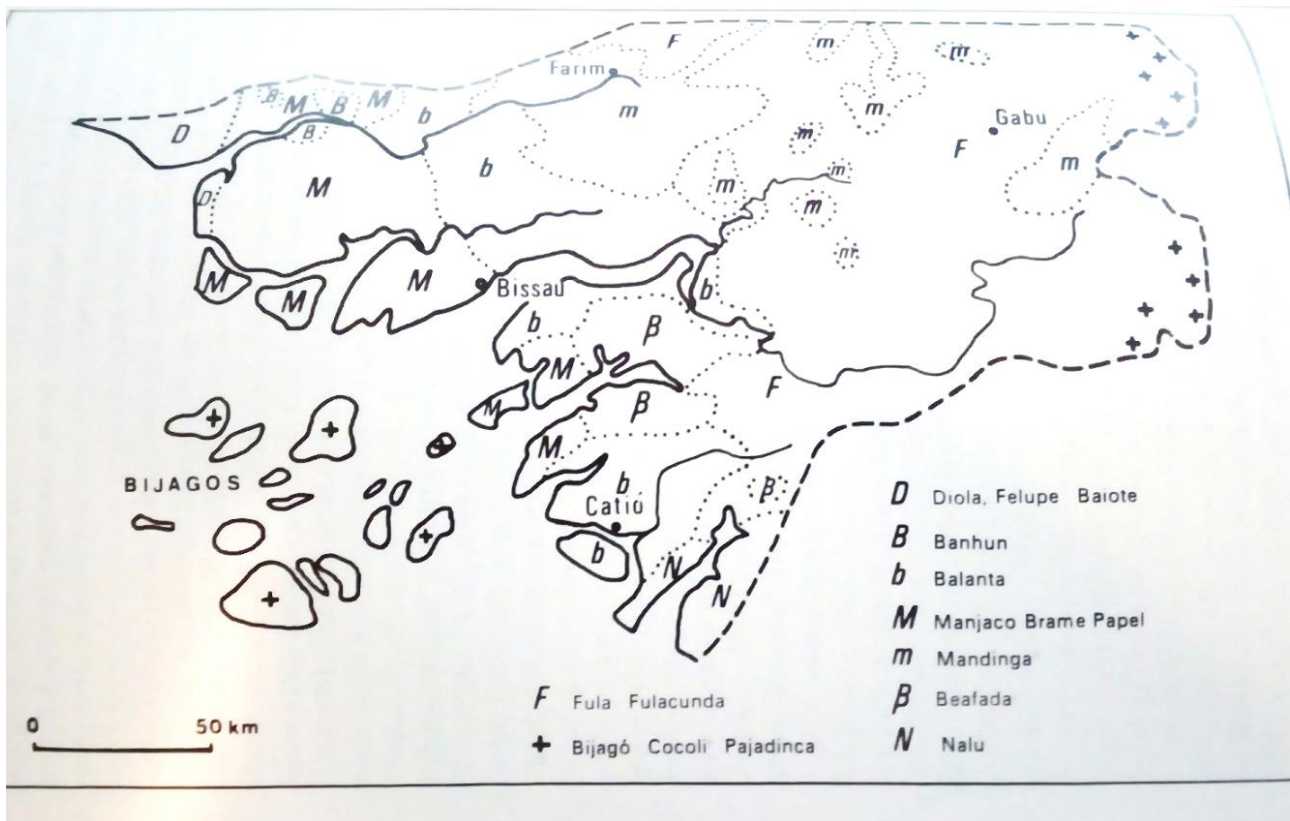 F m m
Farim
B M B M b m m
Gabu
D B m F
b m m m
D M m m
m
M M M Bissau b
b β
M F
M β
M
BIJAGOS b β
Catió
b N
N
D Diola, Felupe Baiote
B Banhun
b Balanta
M Manjaco Brame Papel
m Mandinga
β Beafada
N Nalu
F Fula Fulacunda
+ Bijagó Cocoli Pajadinca
0 50 km